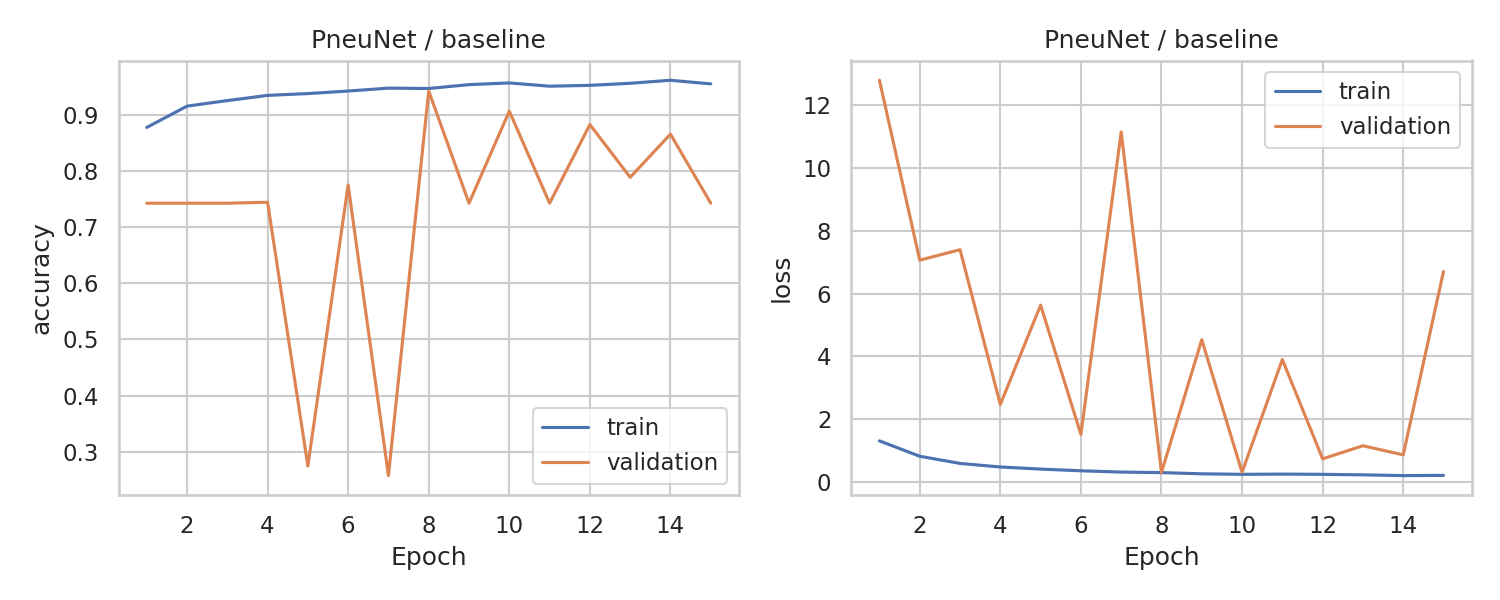 PneuNet / baseline
accuracy
0.9
0.8
0.7
0.6
0.5
0.4
0.3
train
validation
2 4 6 8 10 12 14
Epoch
PneuNet / baseline
loss
12
10
8
6
4
2
0
train
validation
2 4 6 8 10 12 14
Epoch